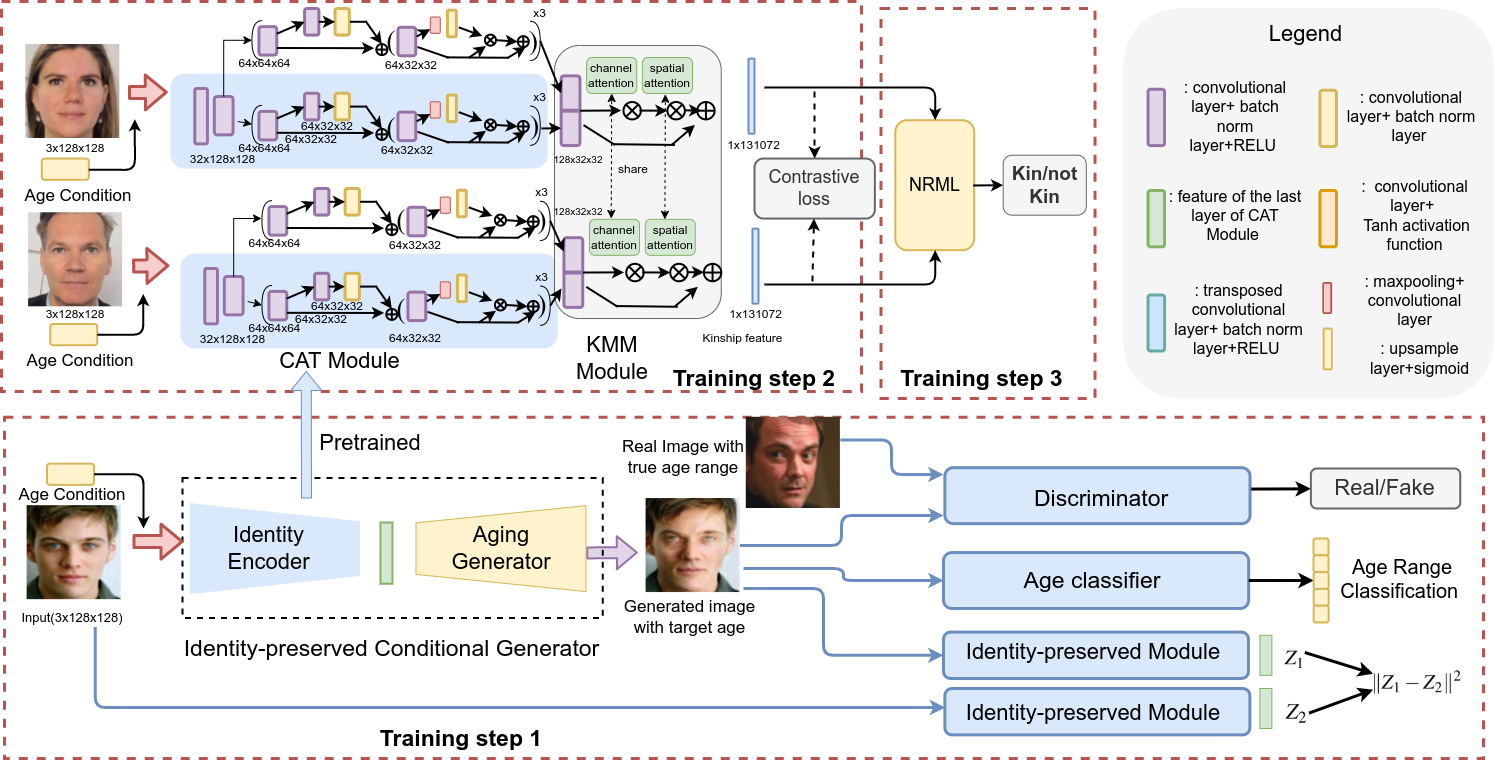 x3
64x64x64
64x32x32
3x128x128
Age Condition
x3
64x64x64
64x32x32
64x32x32
64x32x32
32x128x128
channel
attention
spatial
attention
128x32x32
share
1x131072
3x128x128
Age Condition
x3
64x64x64
64x32x32
x3
64x64x64
64x32x32
64x32x32
64x32x32
32x128x128
128x32x32
channel
attention
spatial
attention
1x131072
Kinship feature
CAT Module
KMM
Module
Training step 2
Contrastive
loss
NRML
Kin/not
Kin
Training step 3
Legend
: convolutional
layer+ batch
norm
layer+RELU
: convolutional
layer+ batch norm
layer
: feature of the last
layer of CAT
Module
: convolutional
layer+
Tanh activation
function
: transposed
convolutional
layer+ batch norm
layer+RELU
: maxpooling+
convolutional
layer
: upsample
layer+sigmoid
Pretrained
Age Condition
Input(3x128x128)
Identity
Encoder
Aging
Generator
Identity-preserved Conditional Generator
Real Image with
true age range
Generated image
with target age
Discriminator
Real/Fake
Age classifier
Age Range
Classification
Identity-preserved Module
Z1
Identity-preserved Module
Z2
‖Z1 − Z2‖²
Training step 1